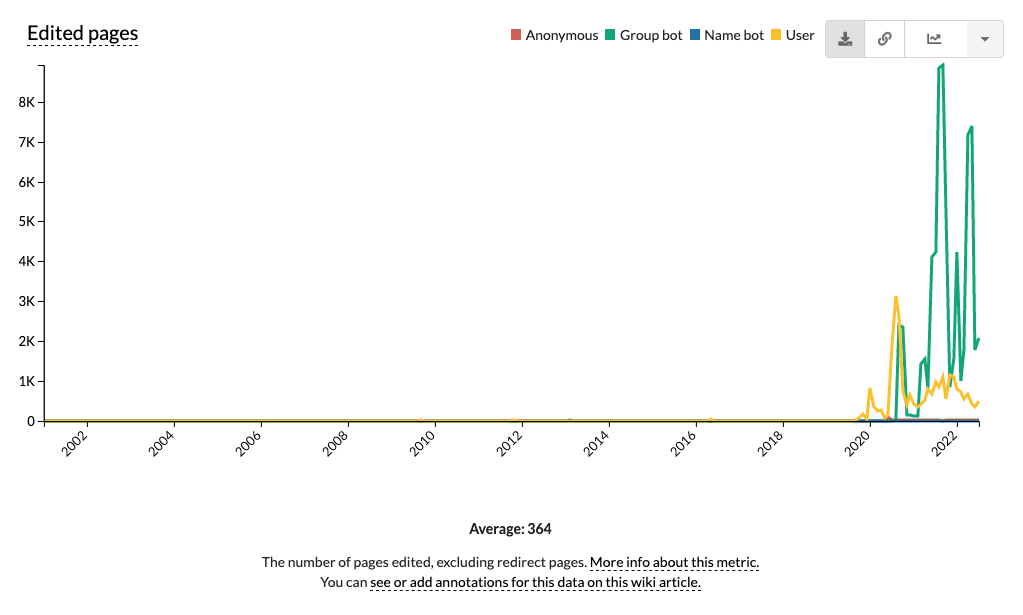 Edited pages
Anonymous Group bot Name bot User
8K
7K
6K
5K
4K
3K
2K
1K
0
2002 2004 2006 2008 2010 2012 2014 2016 2018 2020 2022
Average: 364
The number of pages edited, excluding redirect pages. More info about this metric.
You can see or add annotations for this data on this wiki article.